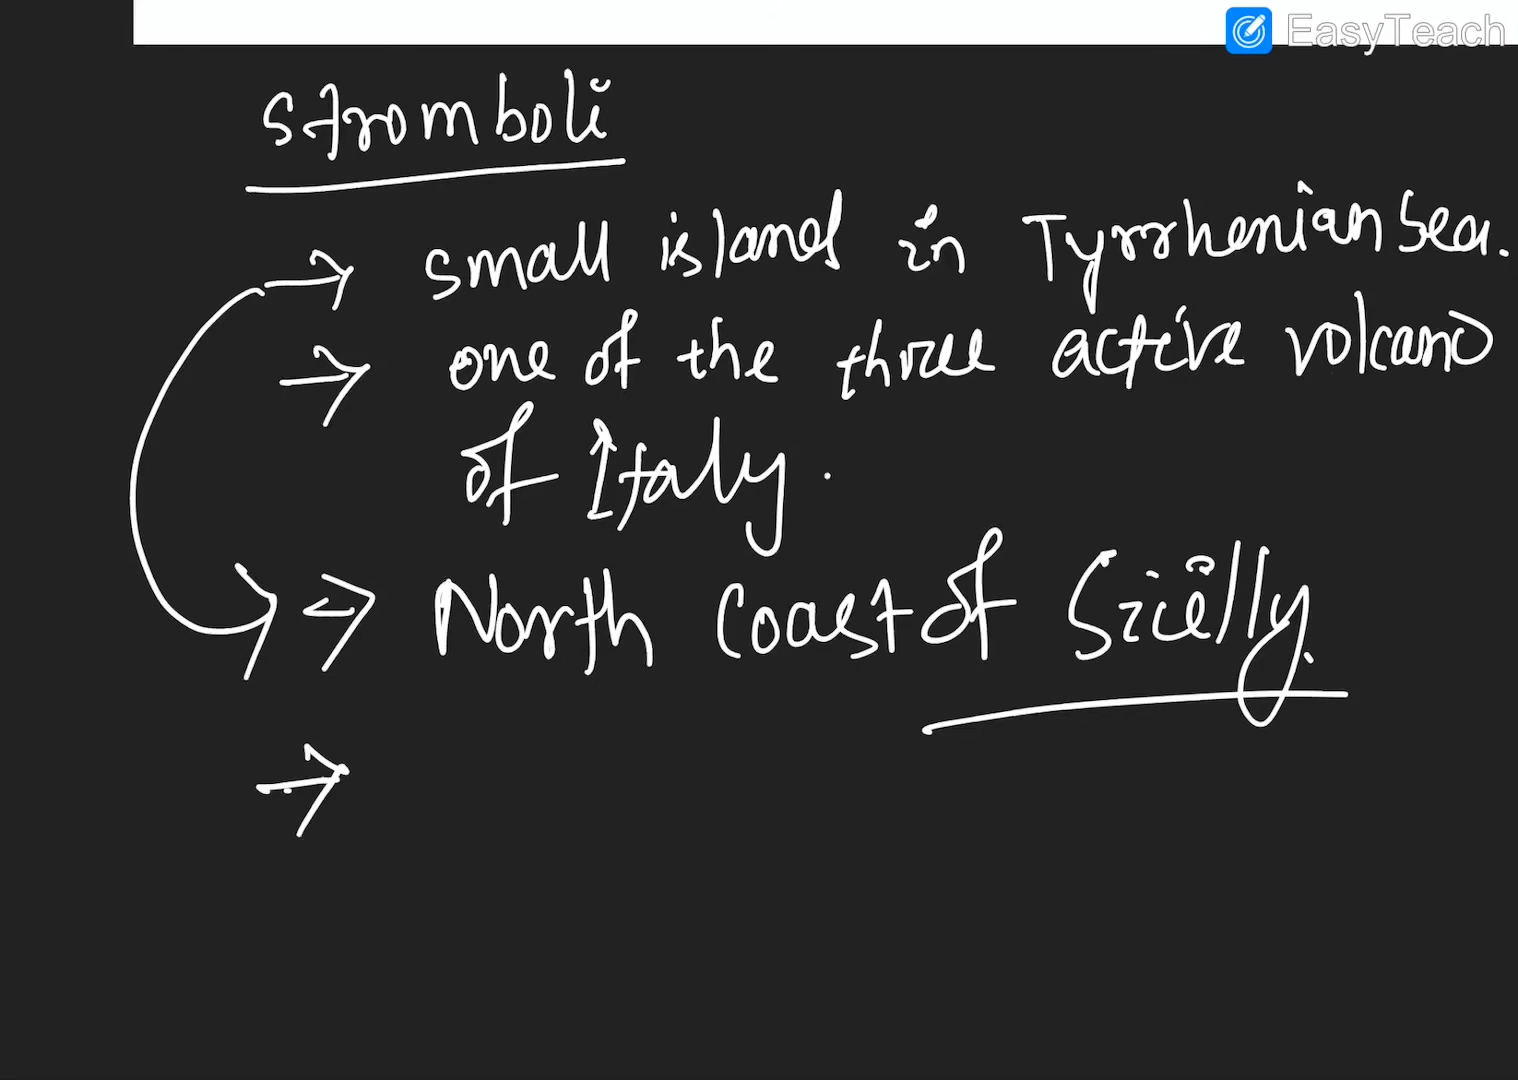 EasyTeach
Stromboli
→ small island in Tyrrhenian Sea.
→ one of the three active volcano
of Italy.
→ North Coast of Sicilly.
→